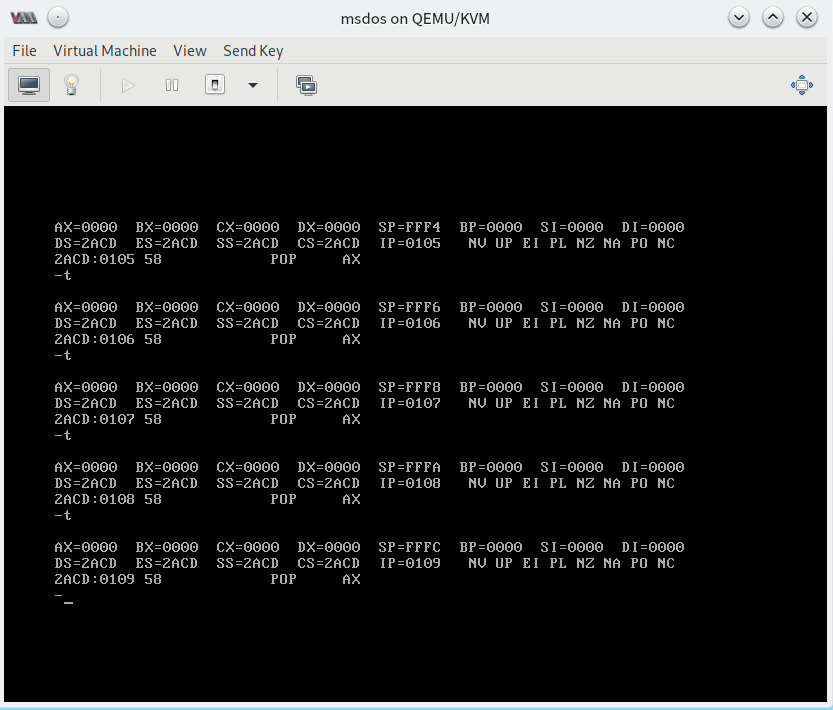 msdos on QEMU/KVM
File Virtual Machine View Send Key
AX=0000  BX=0000  CX=0000  DX=0000  SP=FFF4  BP=0000  SI=0000  DI=0000
DS=2ACD  ES=2ACD  SS=2ACD  CS=2ACD  IP=0105   NV UP EI PL NZ NA PO NC
2ACD:0105 58            POP     AX
-t
AX=0000  BX=0000  CX=0000  DX=0000  SP=FFF6  BP=0000  SI=0000  DI=0000
DS=2ACD  ES=2ACD  SS=2ACD  CS=2ACD  IP=0106   NV UP EI PL NZ NA PO NC
2ACD:0106 58            POP     AX
-t
AX=0000  BX=0000  CX=0000  DX=0000  SP=FFF8  BP=0000  SI=0000  DI=0000
DS=2ACD  ES=2ACD  SS=2ACD  CS=2ACD  IP=0107   NV UP EI PL NZ NA PO NC
2ACD:0107 58            POP     AX
-t
AX=0000  BX=0000  CX=0000  DX=0000  SP=FFFA  BP=0000  SI=0000  DI=0000
DS=2ACD  ES=2ACD  SS=2ACD  CS=2ACD  IP=0108   NV UP EI PL NZ NA PO NC
2ACD:0108 58            POP     AX
-t
AX=0000  BX=0000  CX=0000  DX=0000  SP=FFFC  BP=0000  SI=0000  DI=0000
DS=2ACD  ES=2ACD  SS=2ACD  CS=2ACD  IP=0109   NV UP EI PL NZ NA PO NC
2ACD:0109 58            POP     AX
-_